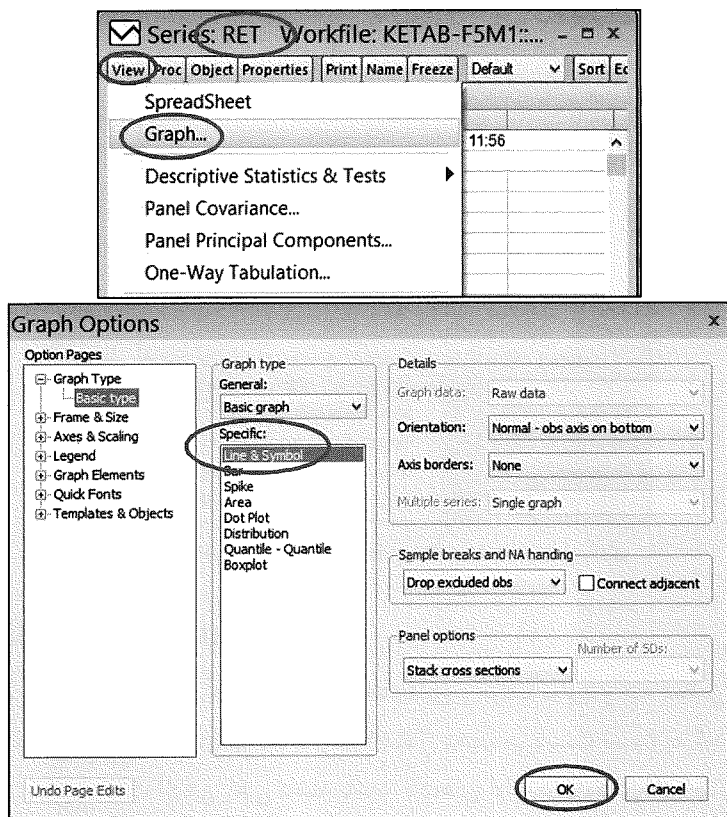 Series: RET Workfile: KETAB-F5M1::...
View Proc Object Properties Print Name Freeze Default Sort Ec
SpreadSheet
Graph...
11:56
Descriptive Statistics & Tests
Panel Covariance...
Panel Principal Components...
One-Way Tabulation...
Graph Options
Option Pages
Graph Type
Basic type
Frame & Size
Axes & Scaling
Legend
Graph Elements
Quick Fonts
Templates & Objects
Undo Page Edits
Graph type
General:
Basic graph
Specific:
Line & Symbol
Bar
Spike
Area
Dot Plot
Distribution
Quantile - Quantile
Boxplot
Details
Graph data: Raw data
Orientation: Normal - obs axis on bottom
Axis borders: None
Multiple series: Single graph
Sample breaks and NA handing
Drop excluded obs Connect adjacent
Panel options
Number of SDs:
Stack cross sections
OK Cancel